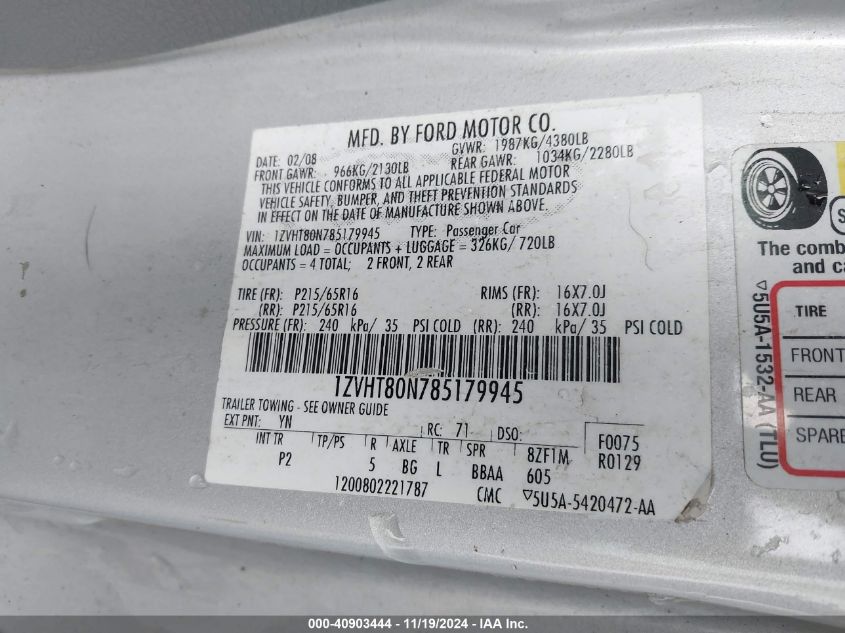 MFD. BY FORD MOTOR CO.
DATE: 02/08 GVWR: 1987KG/4380LB
FRONT GAWR: 966KG/2130LB REAR GAWR: 1034KG/2280LB
THIS VEHICLE CONFORMS TO ALL APPLICABLE FEDERAL MOTOR
VEHICLE SAFETY, BUMPER, AND THEFT PREVENTION STANDARDS
IN EFFECT ON THE DATE OF MANUFACTURE SHOWN ABOVE.
VIN: 1ZVHT80N785179945 TYPE: Passenger Car
MAXIMUM LOAD = OCCUPANTS + LUGGAGE = 326KG/ 720LB
OCCUPANTS = 4 TOTAL; 2 FRONT, 2 REAR
TIRE (FR): P215/65R16 RIMS (FR): 16X7.0J
(RR): P215/65R16 (RR): 16X7.0J
PRESSURE (FR): 240 kPa/ 35 PSI COLD (RR): 240 kPa/ 35 PSI COLD
1ZVHT80N785179945
TRAILER TOWING - SEE OWNER GUIDE
EXT PNT: YN RC: 71 DSO: F0075
INT TR TP/PS R AXLE TR SPR 8ZF1M R0129
P2 5 BG L BBAA 605
1200802221787 CMC ▽5U5A-5420472-AA
The comb
and ca
TIRE
FRONT
REAR
SPARE
▽5U5A-1532-AA (TLU)
000-40903444 - 11/19/2024 - IAA Inc.